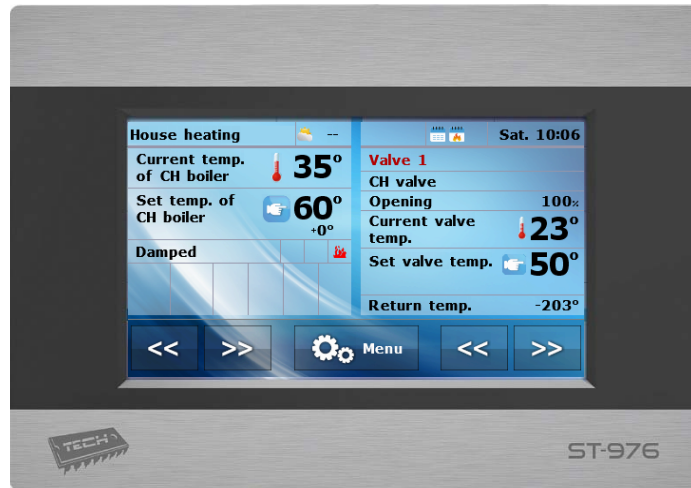 House heating
--
Current temp.
of CH boiler
35°
Set temp. of
CH boiler
60°
+0°
Damped
Sat. 10:06
Valve 1
CH valve
Opening 100%
Current valve
temp.
23°
Set valve temp.
50°
Return temp. -203°
<< >> Menu << >>
TECH
ST-976